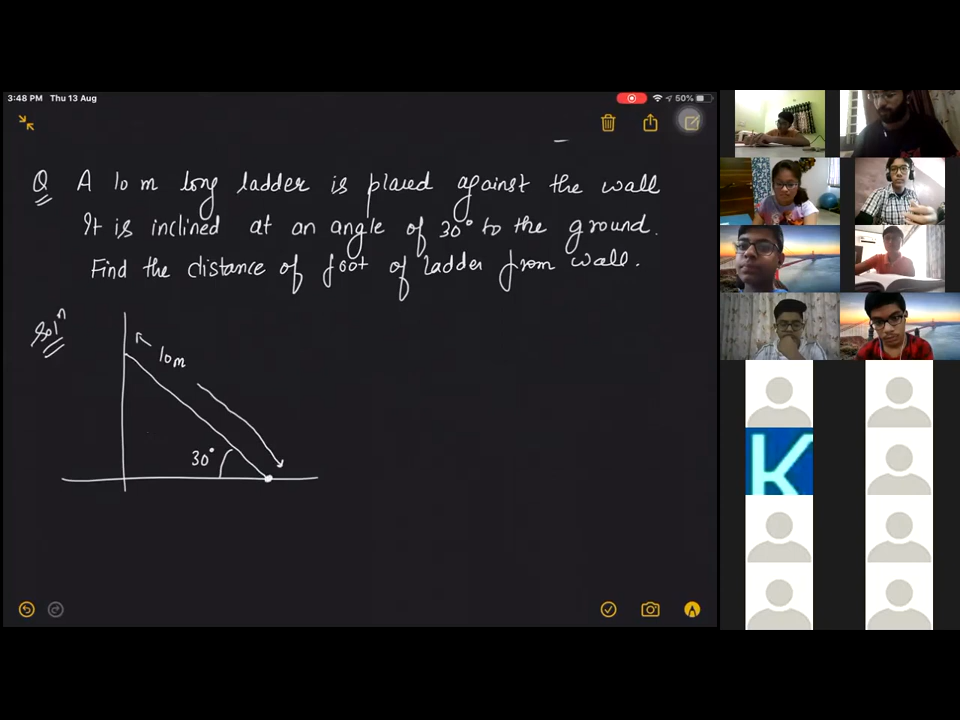 3:48 PM Thu 13 Aug
50%
Q A 10 m long ladder is placed against the wall
It is inclined at an angle of 30° to the ground.
Find the distance of foot of ladder from wall.
Solⁿ
10m
30°
K